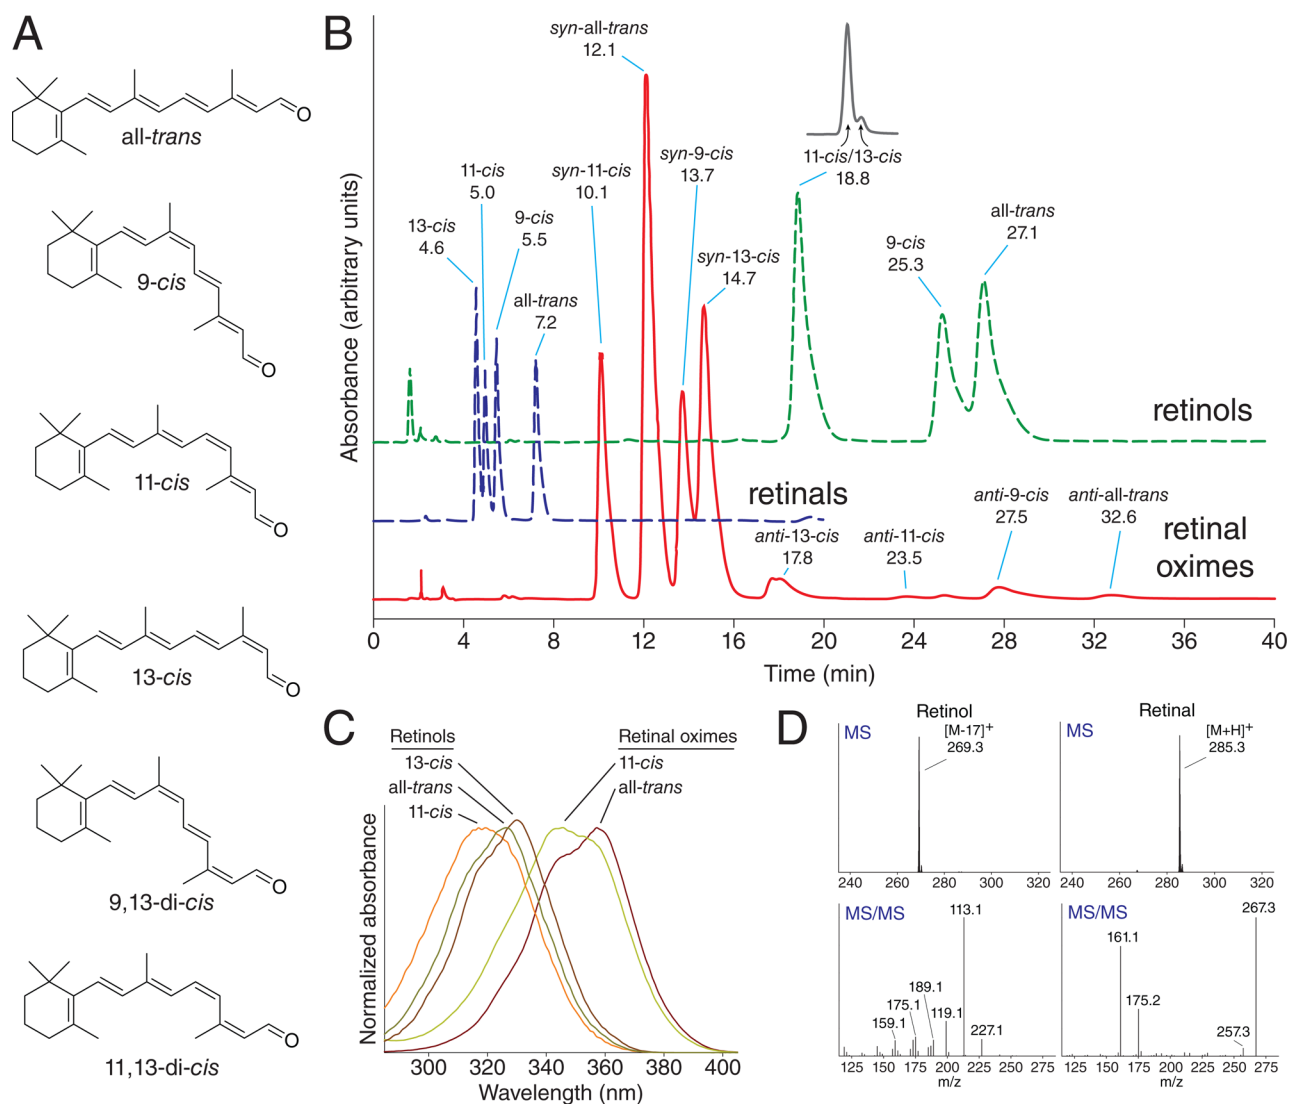 A
all-trans
O
9-cis
O
11-cis
O
13-cis
O
9,13-di-cis
O
11,13-di-cis
O
B
Absorbance (arbitrary units)
syn-all-trans
12.1
11-cis
5.0
13-cis
4.6
9-cis
5.5
all-trans
7.2
syn-11-cis
10.1
syn-9-cis
13.7
syn-13-cis
14.7
11-cis/13-cis
18.8
9-cis
25.3
all-trans
27.1
retinols
retinals
retinal
oximes
anti-13-cis
17.8
anti-11-cis
23.5
anti-9-cis
27.5
anti-all-trans
32.6
0 4 8 12 16 20 24 28 32 36 40
Time (min)
C
Retinols
13-cis
all-trans
11-cis
Retinal oximes
11-cis
all-trans
Normalized absorbance
300 320 340 360 380 400
Wavelength (nm)
D
Retinol
MS
[M-17]+
269.3
240 260 280 300 320
Retinal
MS
[M+H]+
285.3
240 260 280 300 320
MS/MS
113.1
189.1
175.1
159.1
119.1
227.1
125 150 175 200 225 250 275
m/z
MS/MS
267.3
161.1
175.2
257.3
125 150 175 200 225 250 275
m/z